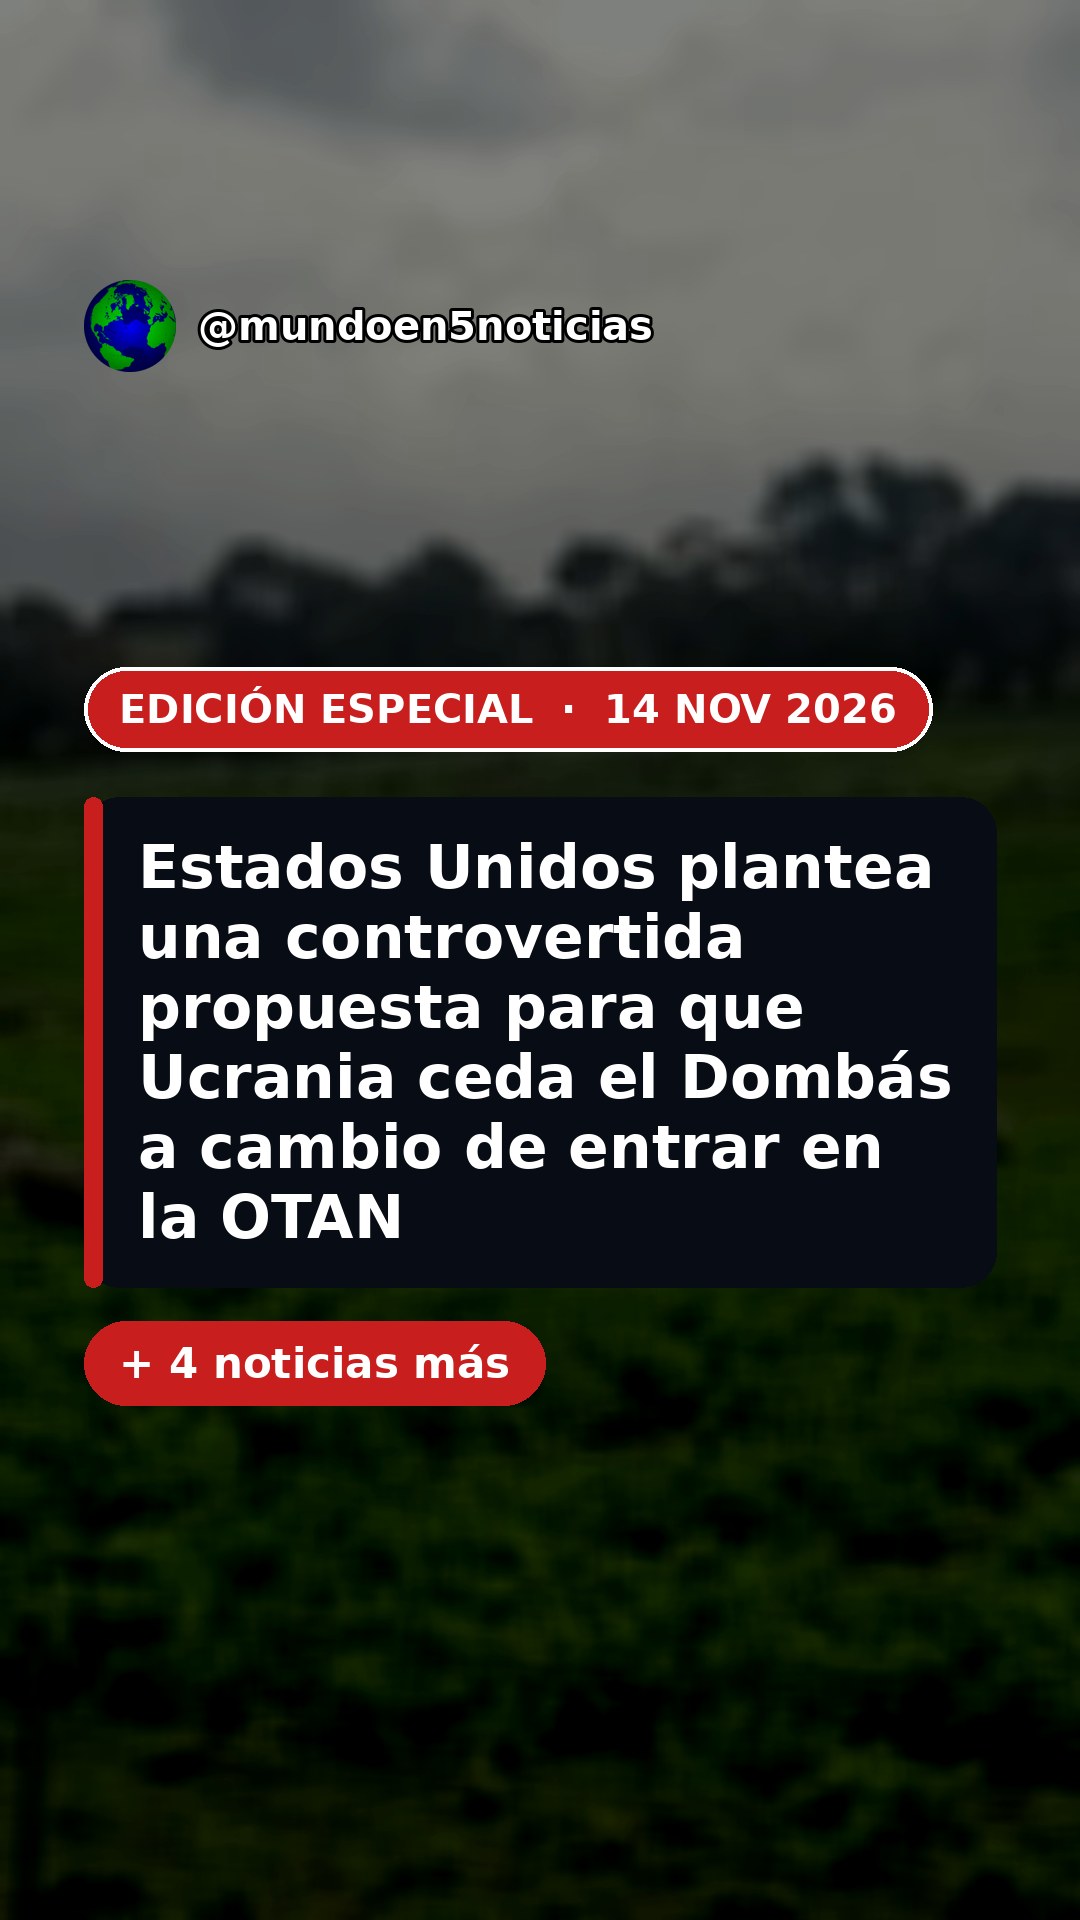 @mundoen5noticias
EDICIÓN ESPECIAL · 14 NOV 2026
Estados Unidos plantea
una controvertida
propuesta para que
Ucrania ceda el Dombás
a cambio de entrar en
la OTAN
+ 4 noticias más